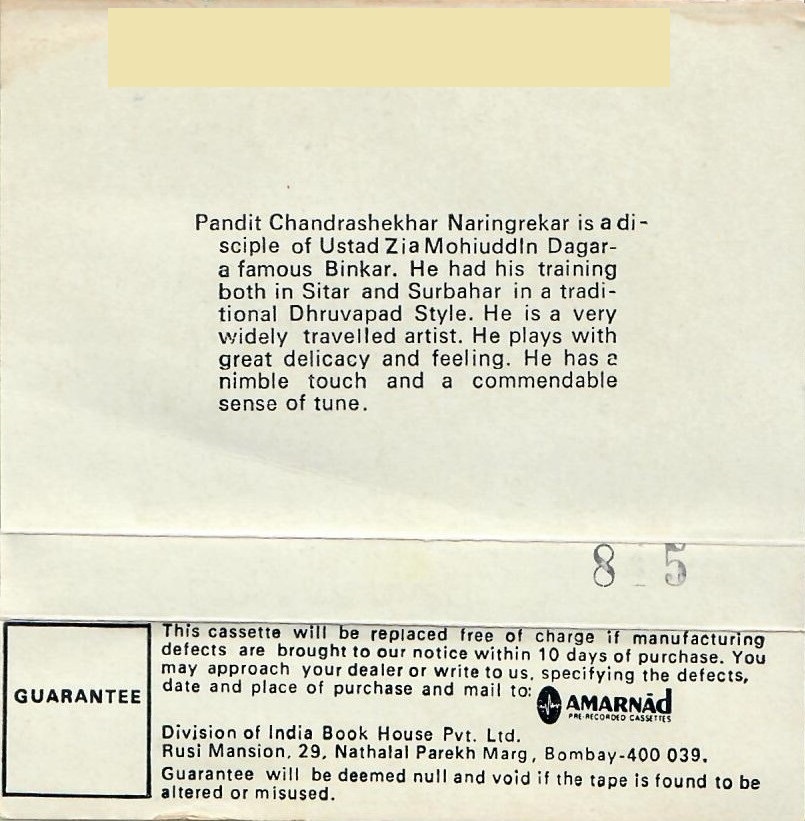 Pandit Chandrashekhar Naringrekar is a di-
sciple of Ustad Zia MohiuddIn Dagar-
a famous Binkar. He had his training
both in Sitar and Surbahar in a tradi-
tional Dhruvapad Style. He is a very
widely travelled artist. He plays with
great delicacy and feeling. He has a
nimble touch and a commendable
sense of tune.
8 5
This cassette will be replaced free of charge if manufacturing
defects are brought to our notice within 10 days of purchase. You
may approach your dealer or write to us, specifying the defects,
date and place of purchase and mail to:
AMARNĀd
PRE-RECORDED CASSETTES
GUARANTEE
Division of India Book House Pvt. Ltd.
Rusi Mansion, 29, Nathalal Parekh Marg, Bombay-400 039.
Guarantee will be deemed null and void if the tape is found to be
altered or misused.